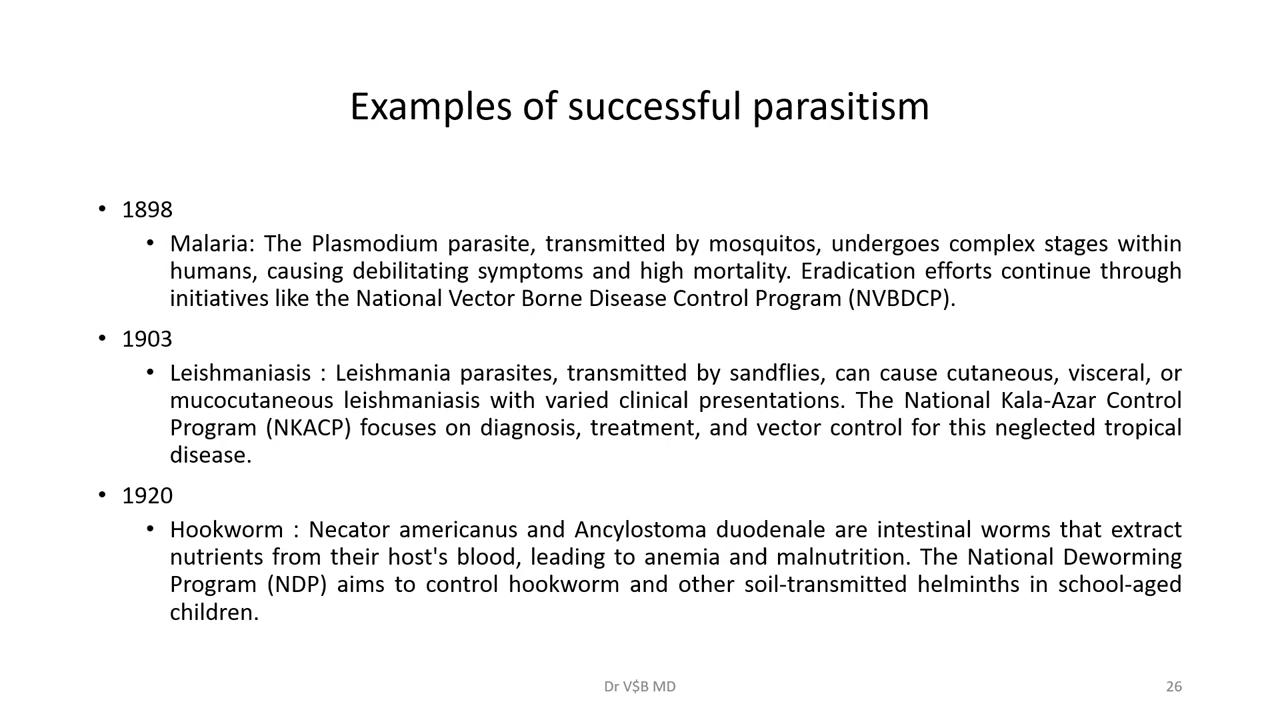 Examples of successful parasitism
• 1898
• Malaria: The Plasmodium parasite, transmitted by mosquitos, undergoes complex stages within
humans, causing debilitating symptoms and high mortality. Eradication efforts continue through
initiatives like the National Vector Borne Disease Control Program (NVBDCP).
• 1903
• Leishmaniasis : Leishmania parasites, transmitted by sandflies, can cause cutaneous, visceral, or
mucocutaneous leishmaniasis with varied clinical presentations. The National Kala-Azar Control
Program (NKACP) focuses on diagnosis, treatment, and vector control for this neglected tropical
disease.
• 1920
• Hookworm : Necator americanus and Ancylostoma duodenale are intestinal worms that extract
nutrients from their host's blood, leading to anemia and malnutrition. The National Deworming
Program (NDP) aims to control hookworm and other soil-transmitted helminths in school-aged
children.
Dr V$B MD
26